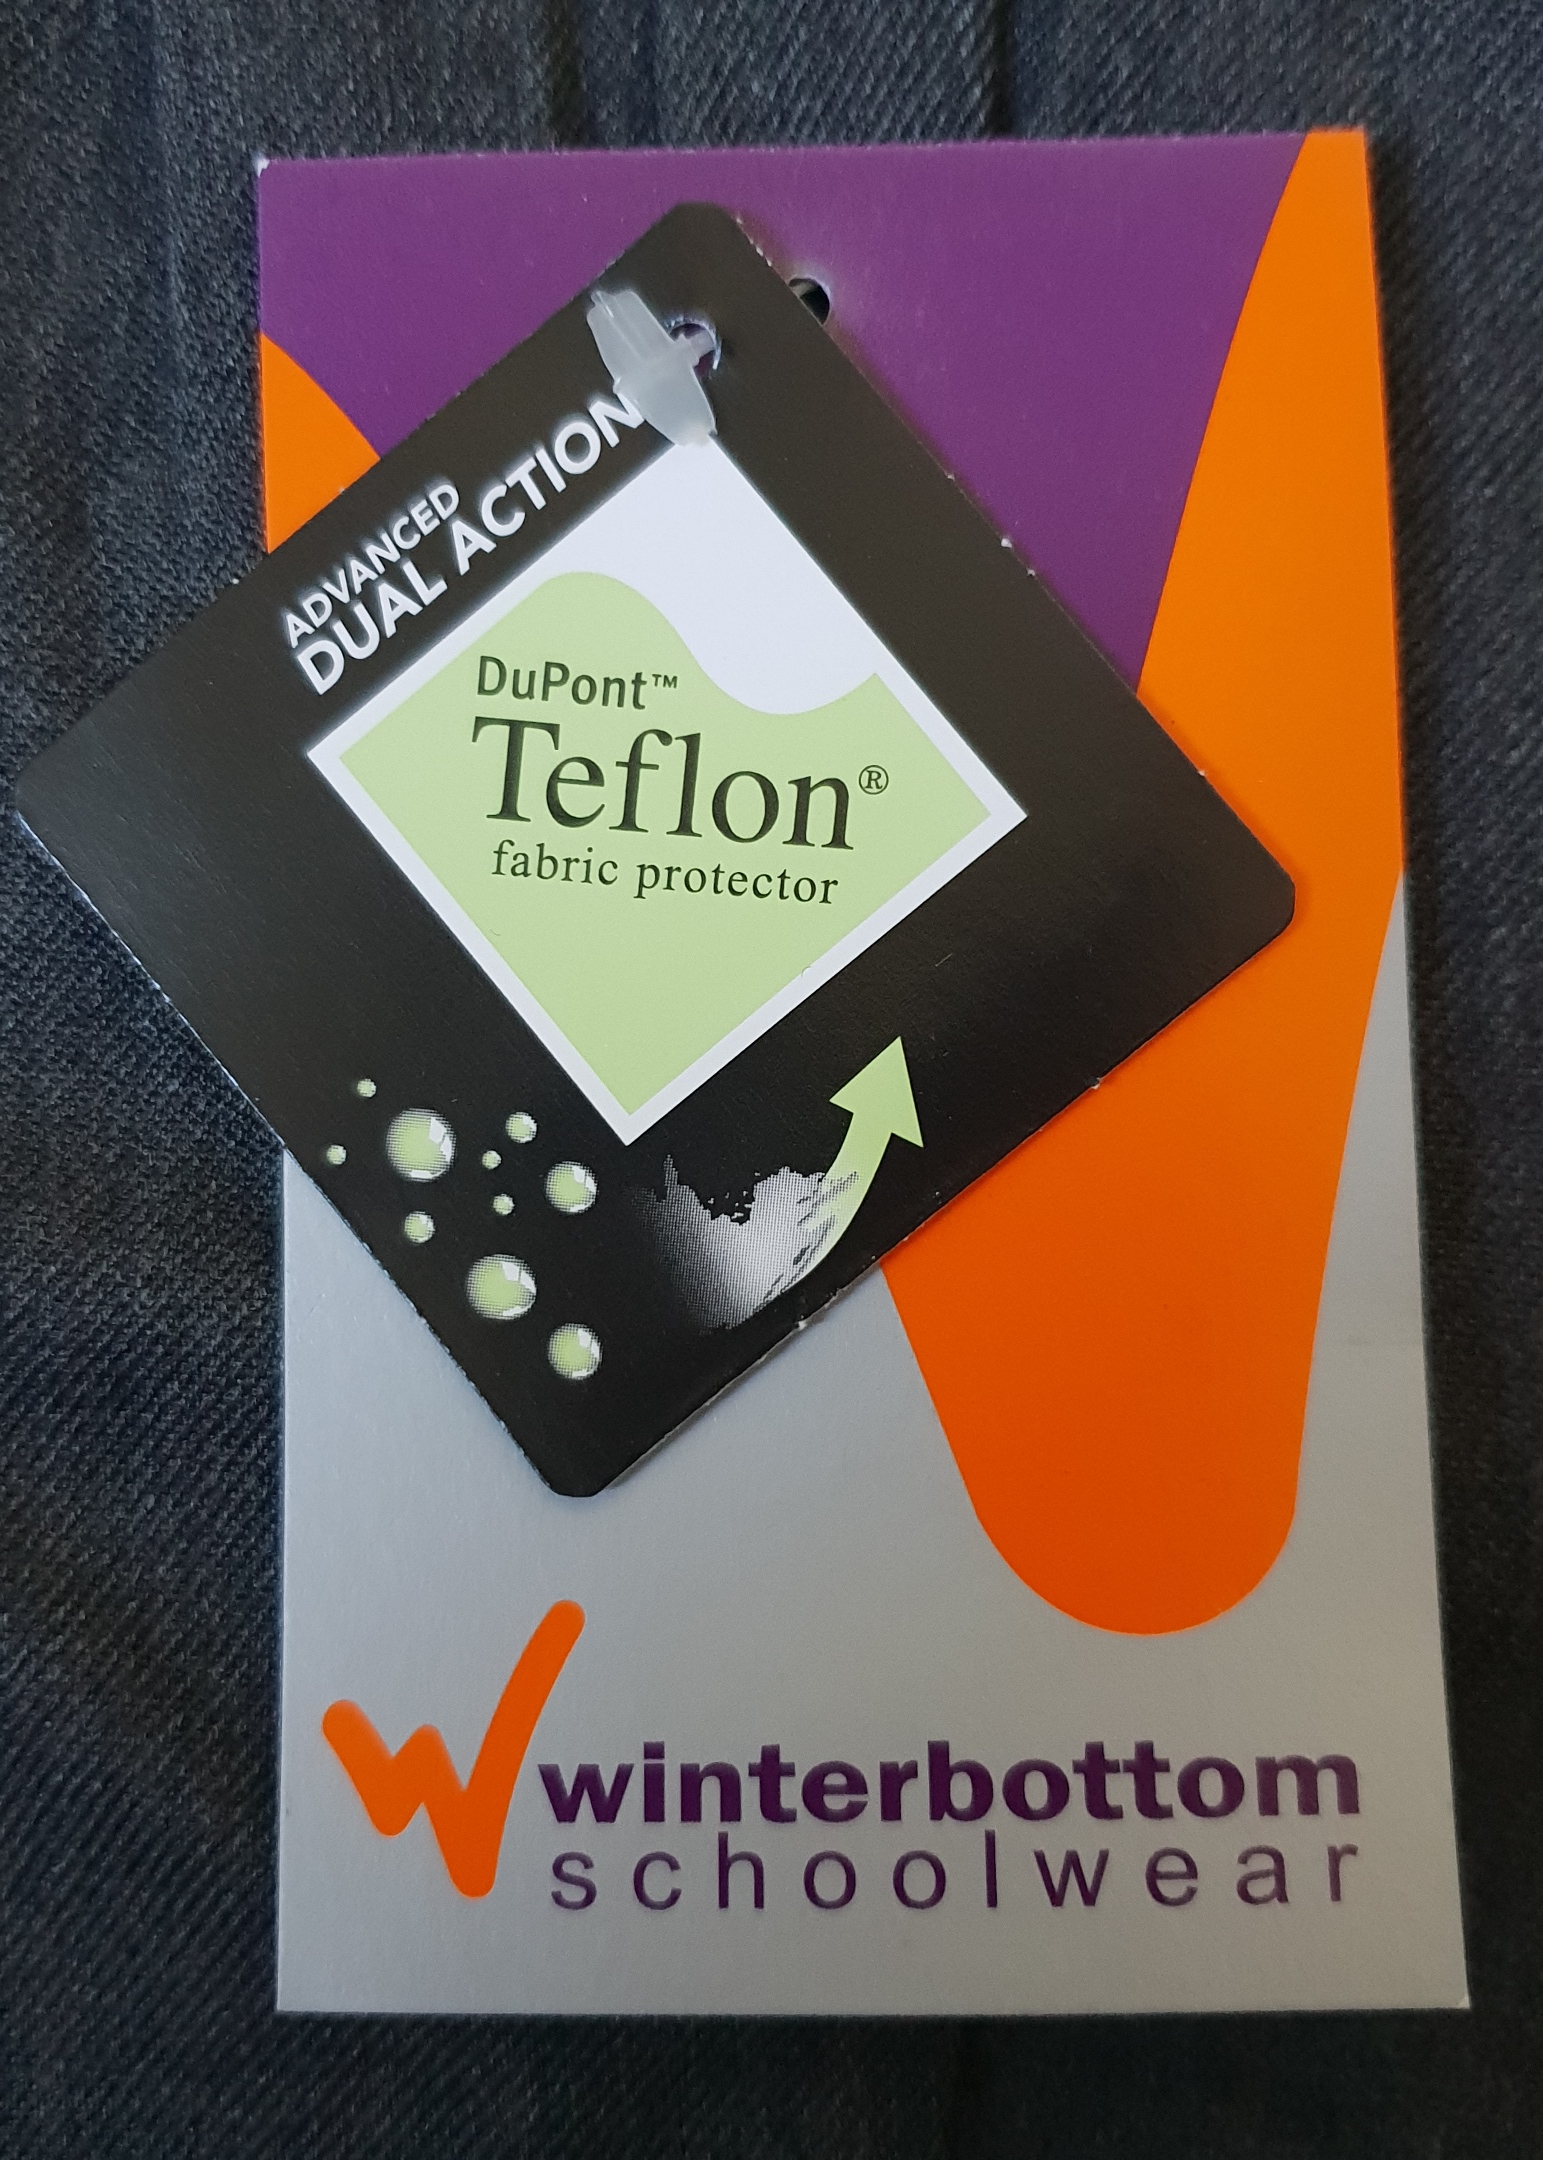 ADVANCED
DUAL ACTION
DuPont™
Teflon®
fabric protector
winterbottom
schoolwear